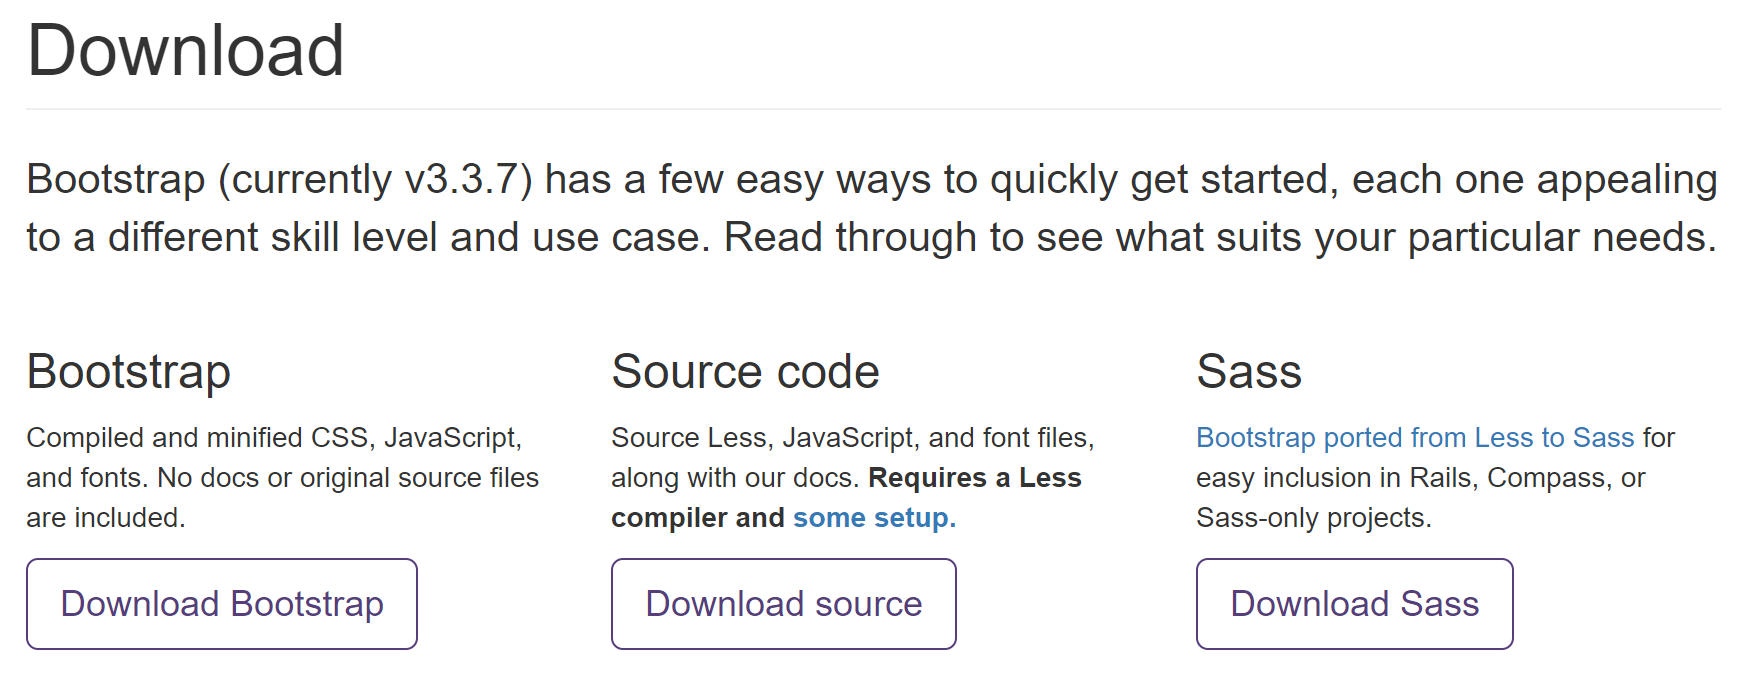 Download
Bootstrap (currently v3.3.7) has a few easy ways to quickly get started, each one appealing
to a different skill level and use case. Read through to see what suits your particular needs.
Bootstrap
Compiled and minified CSS, JavaScript,
and fonts. No docs or original source files
are included.
Download Bootstrap
Source code
Source Less, JavaScript, and font files,
along with our docs. Requires a Less
compiler and some setup.
Download source
Sass
Bootstrap ported from Less to Sass for
easy inclusion in Rails, Compass, or
Sass-only projects.
Download Sass